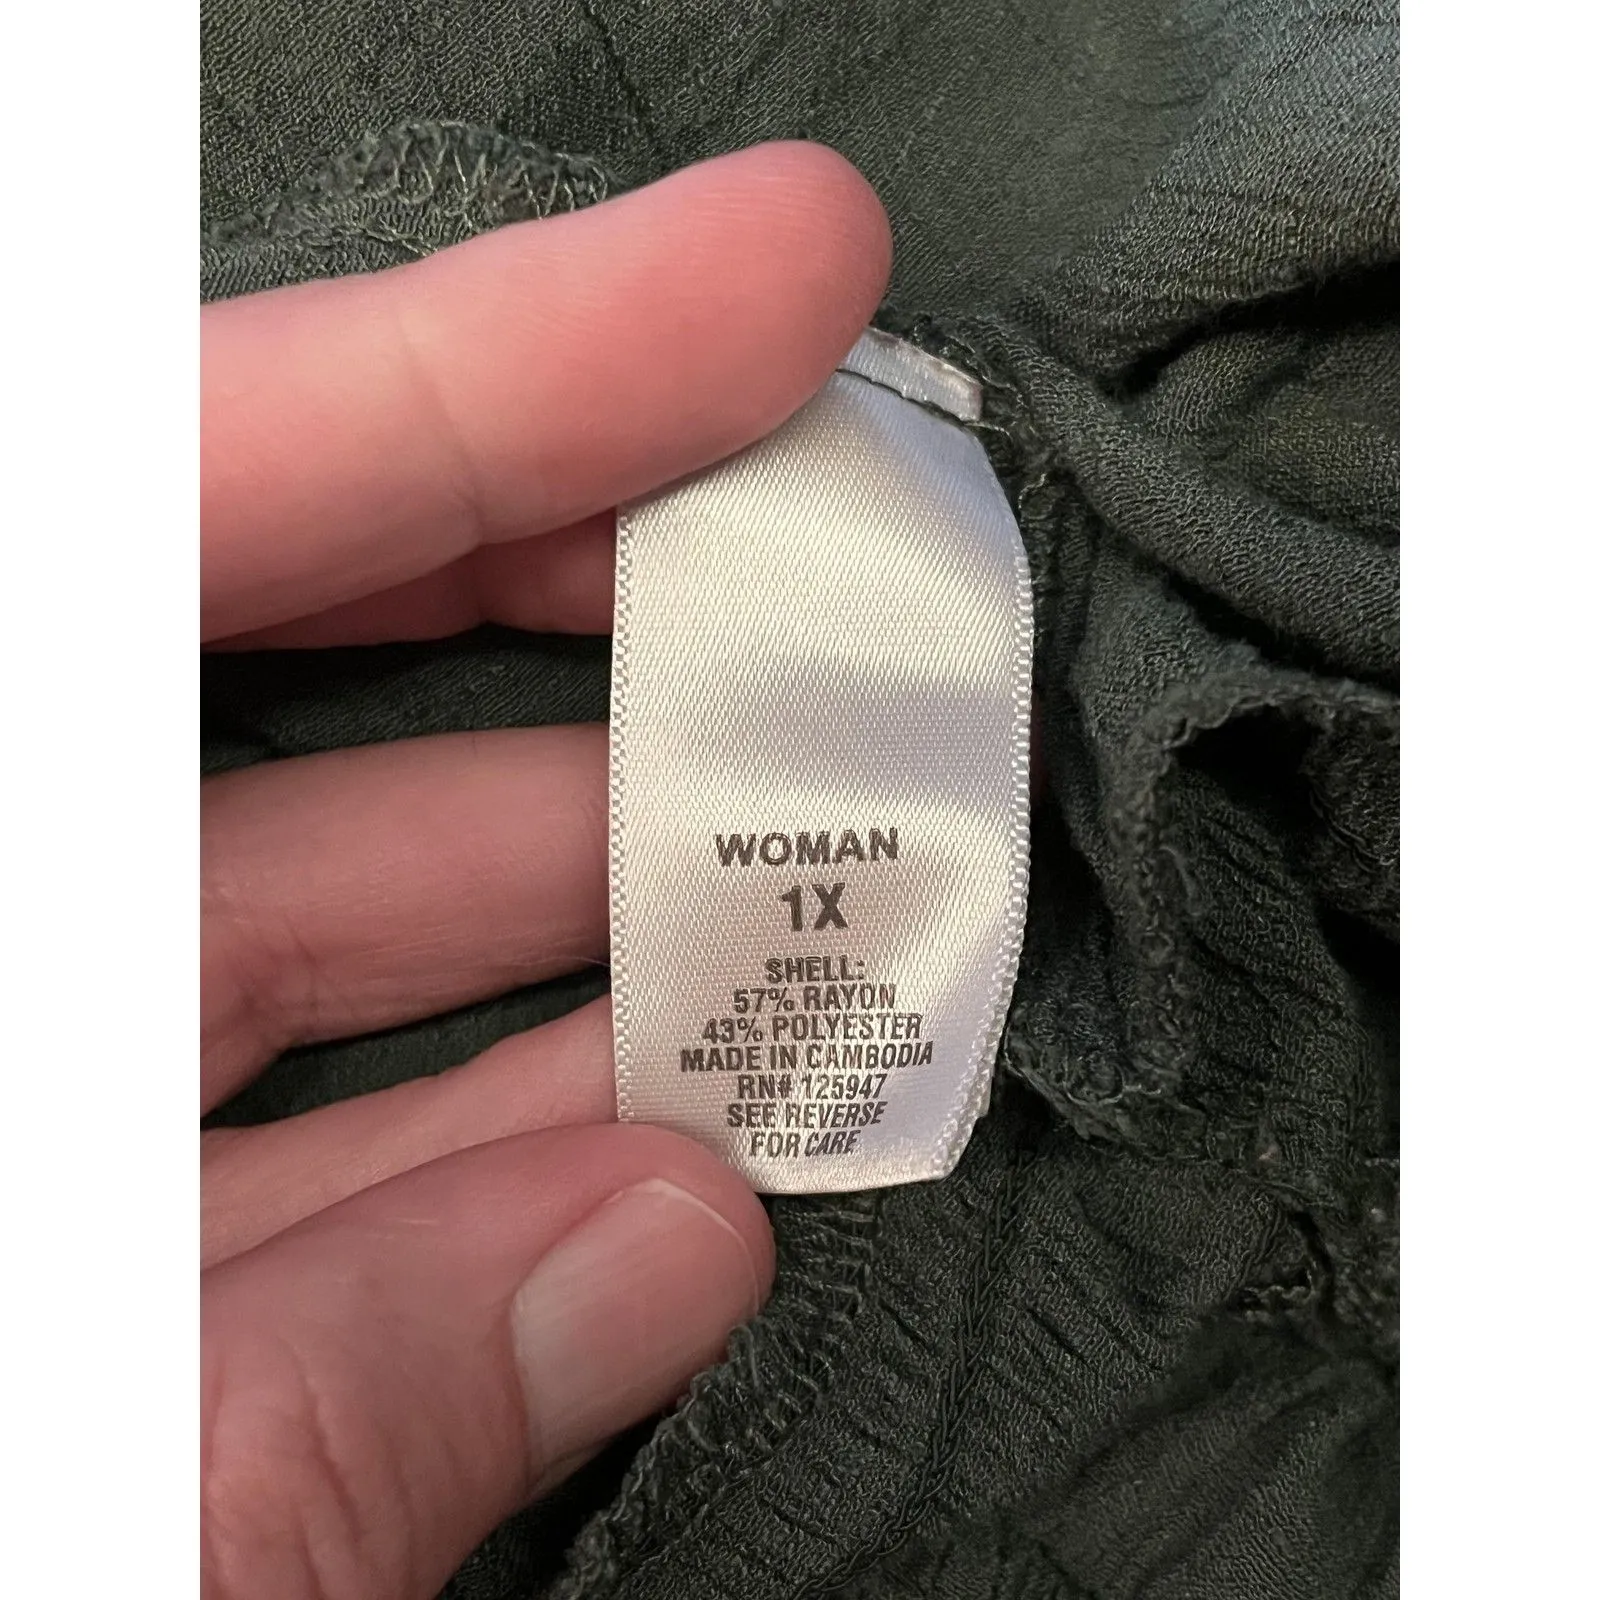 WOMAN
1X
SHELL:
57% RAYON
43% POLYESTER
MADE IN CAMBODIA
RN# 125947
SEE REVERSE
FOR CARE